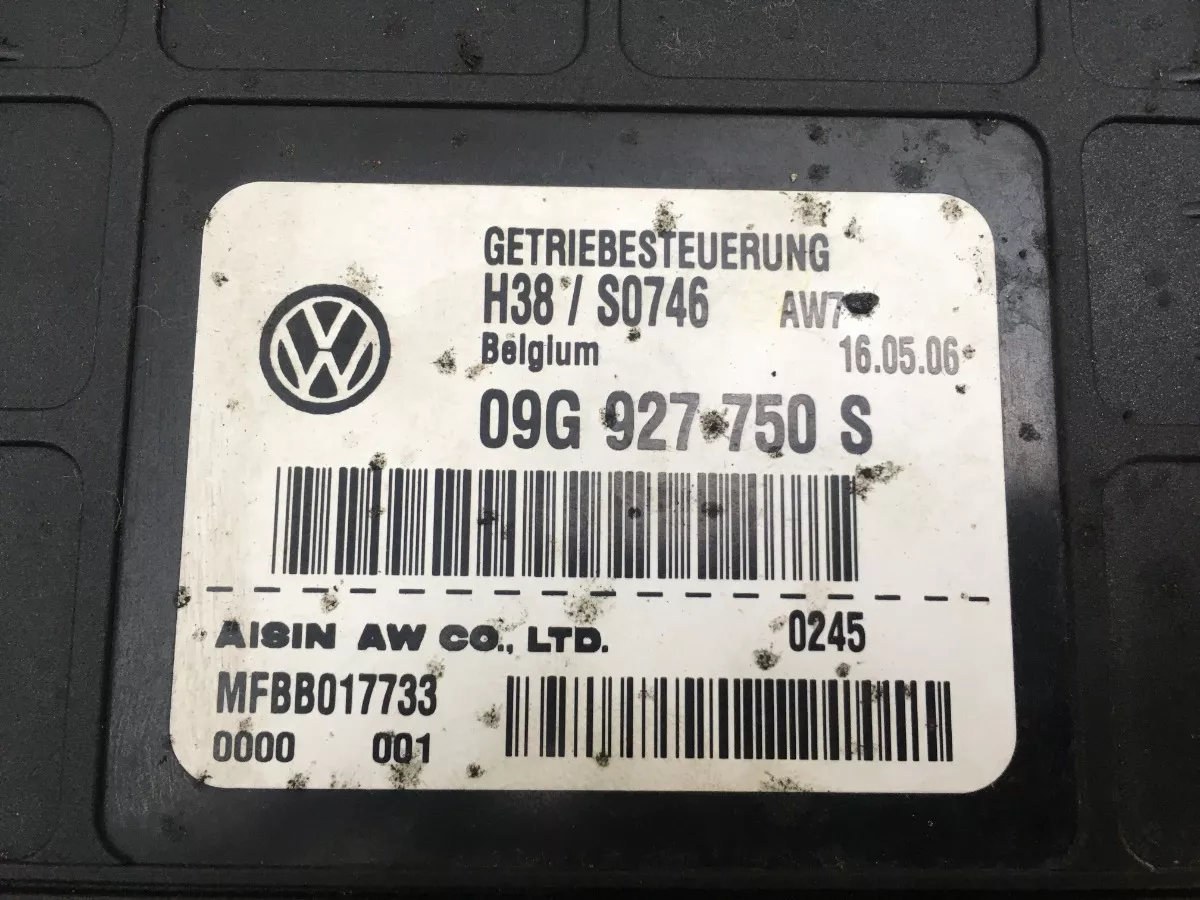 GETRIEBESTEUERUNG
H38 / S0746
Belgium 16.05.06
09G 927 750 S
AISIN AW CO., LTD. 0245
MFBB017733
0000 001